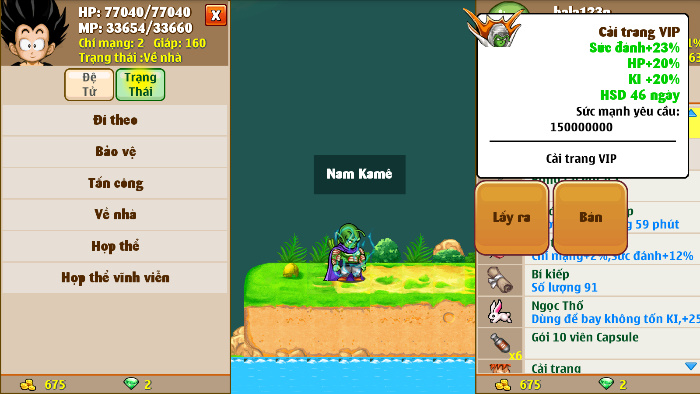 HP: 77040/77040
MP: 33654/33660
Chí mạng: 2 Giáp: 160
Trạng thái :Về nhà
X
Đệ
Tử
Trạng
Thái
Đi theo
Bảo vệ
Tấn công
Về nhà
Hợp thể
Hợp thể vĩnh viễn
675
2
Nam Kamê
Cải trang VIP
Sức đánh+23%
HP+20%
KI +20%
HSD 46 ngày
Sức mạnh yêu cầu:
150000000
Cải trang VIP
Lấy ra
Bán
59 phút
Chí mạng+2%,Sức đánh+12%
Bí kiếp
Số lượng 91
Ngọc Thố
Dùng để bay không tốn KI,+25
Gói 10 viên Capsule
x6
Cải trang
675
2